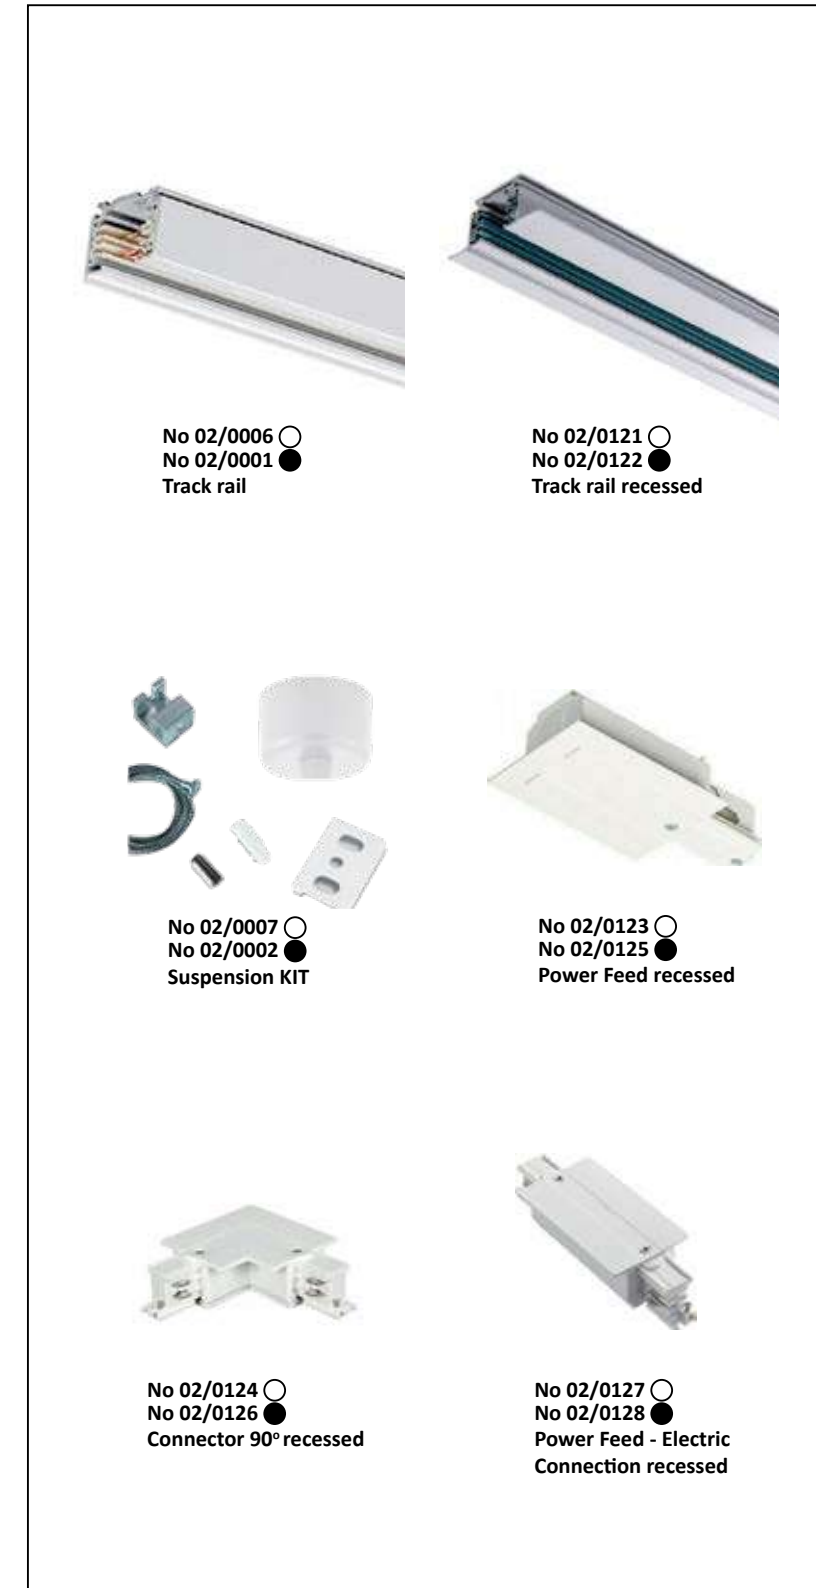 No 02/0006
No 02/0001
Track rail
No 02/0121
No 02/0122
Track rail recessed
No 02/0007
No 02/0002
Suspension KIT
No 02/0123
No 02/0125
Power Feed recessed
No 02/0124
No 02/0126
Connector 90º recessed
No 02/0127
No 02/0128
Power Feed - Electric
Connection recessed